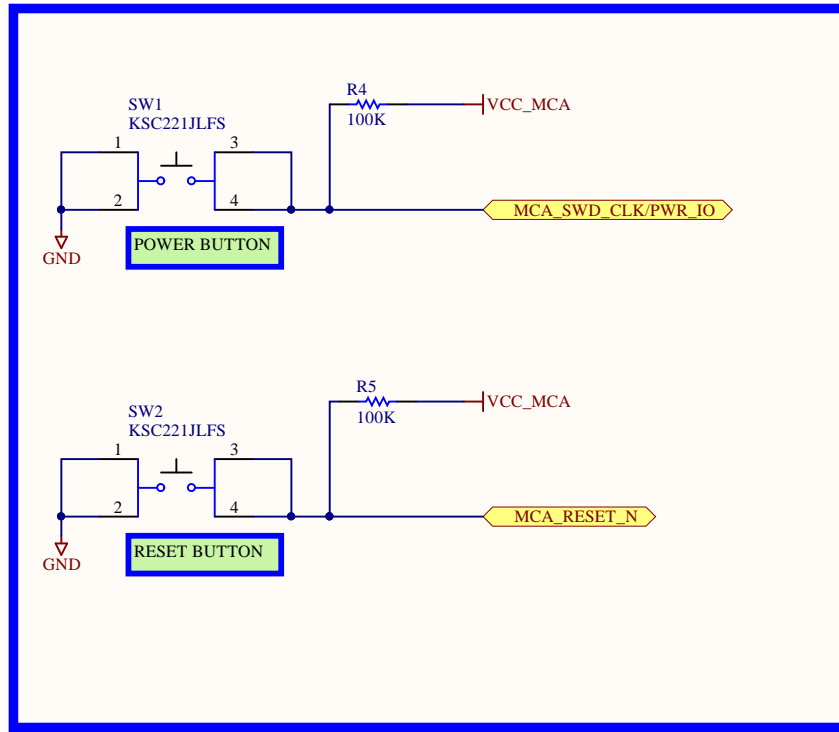 R4
SW1
VCC_MCA
KSC221JLFS
100K
1
3
2
4
MCA_SWD_CLK/PWR_IO
POWER BUTTON
GND
R5
SW2
VCC_MCA
KSC221JLFS
100K
1
3
2
4
MCA_RESET_N
RESET BUTTON
GND